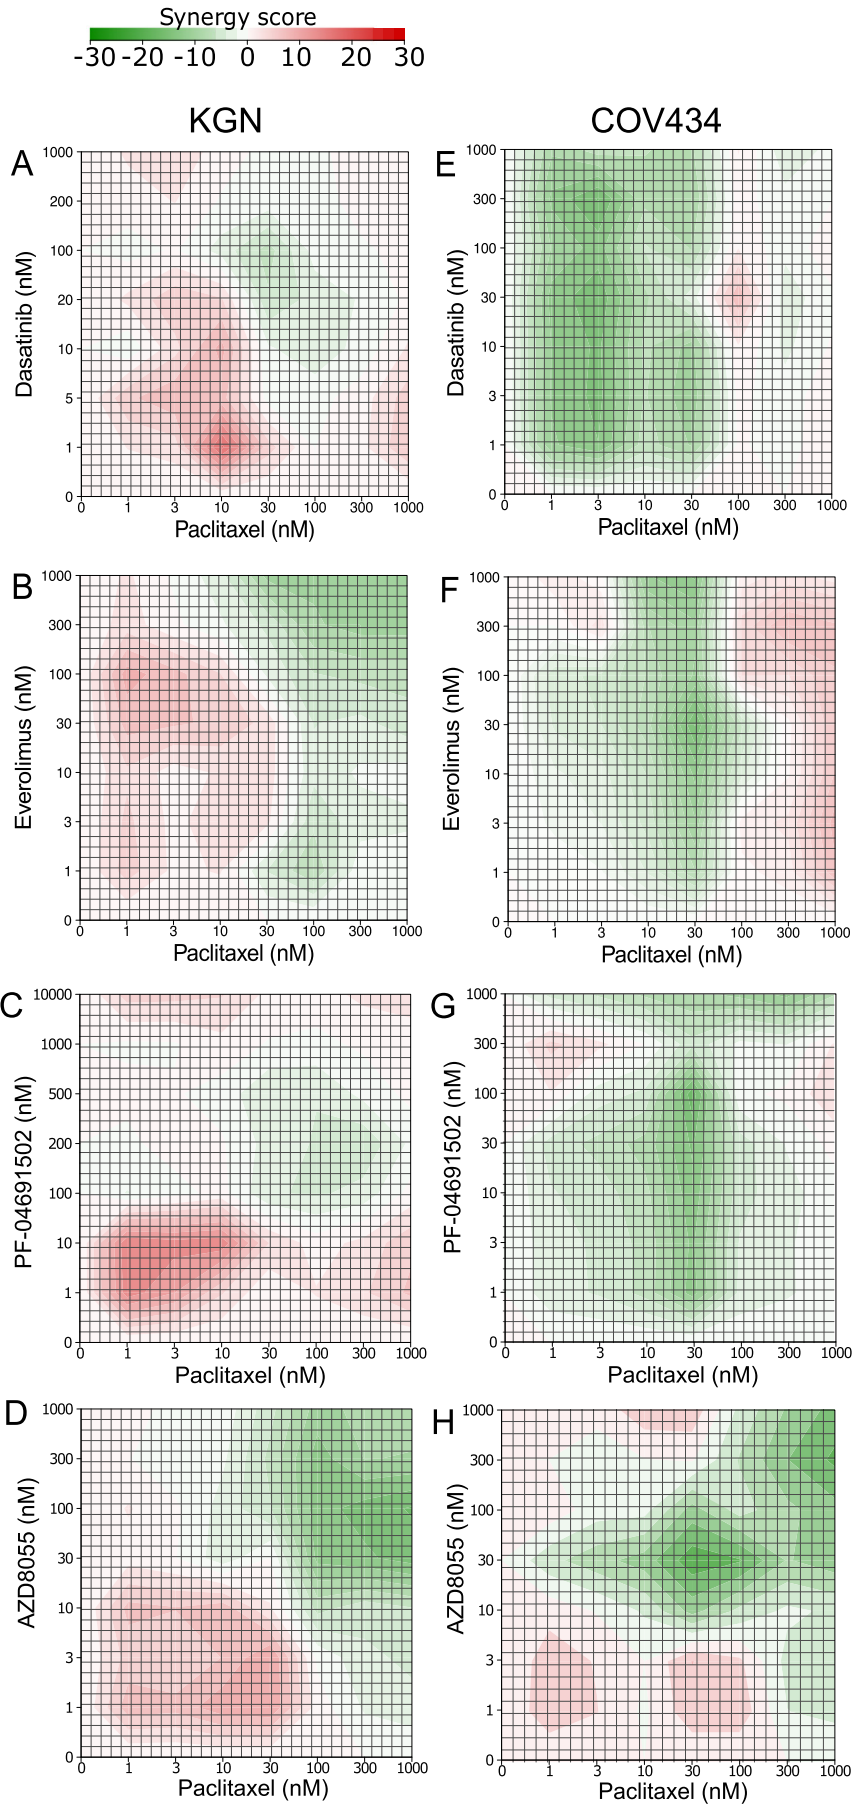 Synergy score
-30 -20 -10 0 10 20 30
KGN COV434
A
1000
200
100
20
10
5
1
0
Dasatinib (nM)
0 1 3 10 30 100 300 1000
Paclitaxel (nM)
E
1000
300
100
30
10
3
1
0
Dasatinib (nM)
0 1 3 10 30 100 300 1000
Paclitaxel (nM)
B
1000
300
100
30
10
3
1
0
Everolimus (nM)
0 1 3 10 30 100 300 1000
Paclitaxel (nM)
F
1000
300
100
30
10
3
1
0
Everolimus (nM)
0 1 3 10 30 100 300 1000
Paclitaxel (nM)
C
10000
1000
500
200
100
10
1
0
PF-04691502 (nM)
0 1 3 10 30 100 300 1000
Paclitaxel (nM)
G
1000
300
100
30
10
3
1
0
PF-04691502 (nM)
0 1 3 10 30 100 300 1000
Paclitaxel (nM)
D
1000
300
100
30
10
3
1
0
AZD8055 (nM)
0 1 3 10 30 100 300 1000
Paclitaxel (nM)
H
1000
300
100
30
10
3
1
0
AZD8055 (nM)
0 1 3 10 30 100 300 1000
Paclitaxel (nM)